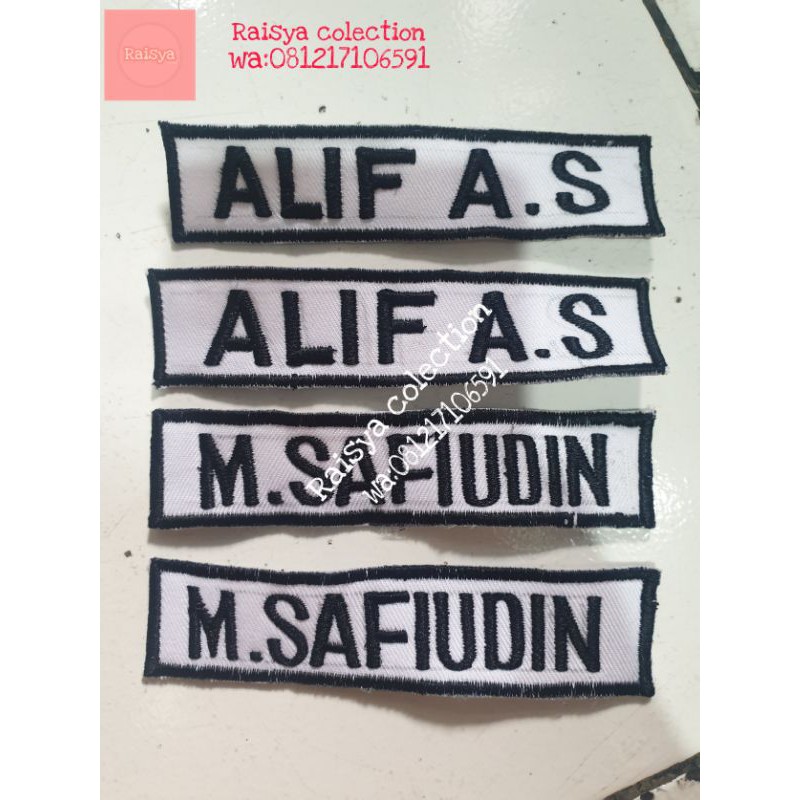 Raisya
Raisya colection
wa:081217106591
ALIF A.S
ALIF A.S
Raisya colection
wa:081217106591
M.SAFIUDIN
M.SAFIUDIN